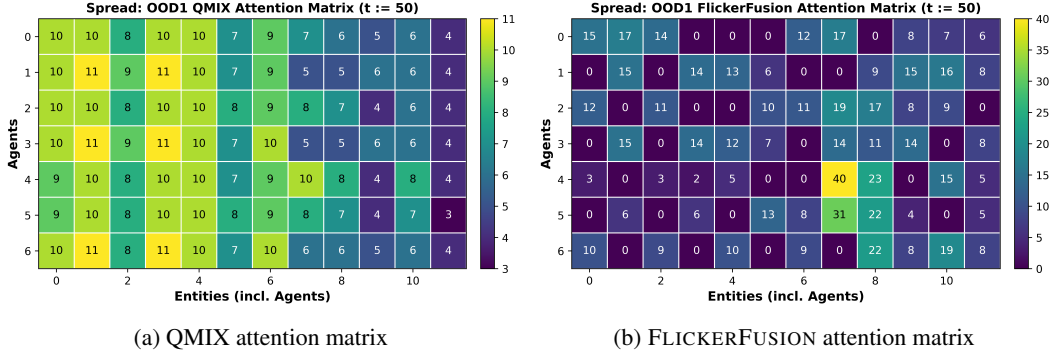 Spread: OOD1 QMIX Attention Matrix (t := 50)
Agents
0 10 10 8 10 10 7 9 7 6 5 6 4
1 10 11 9 11 10 7 9 5 5 6 6 4
2 10 10 8 10 10 8 9 8 7 4 6 4
3 10 11 9 11 10 7 10 5 5 6 6 4
4 9 10 8 10 10 7 9 10 8 4 8 4
5 9 10 8 10 10 8 9 8 7 4 7 3
6 10 11 8 11 10 7 10 6 6 5 6 4
0 2 4 6 8 10
Entities (incl. Agents)
11
10
9
8
7
6
5
4
3
(a) QMIX attention matrix
Spread: OOD1 FlickerFusion Attention Matrix (t := 50)
Agents
0 15 17 14 0 0 0 12 17 0 8 7 6
1 0 15 0 14 13 6 0 0 9 15 16 8
2 12 0 11 0 0 10 11 19 17 8 9 0
3 0 15 0 14 12 7 0 14 11 14 0 8
4 3 0 3 2 5 0 0 40 23 0 15 5
5 0 6 0 6 0 13 8 31 22 4 0 5
6 10 0 9 0 10 0 9 0 22 8 19 8
0 2 4 6 8 10
Entities (incl. Agents)
40
35
30
25
20
15
10
5
0
(b) FLICKERFUSION attention matrix